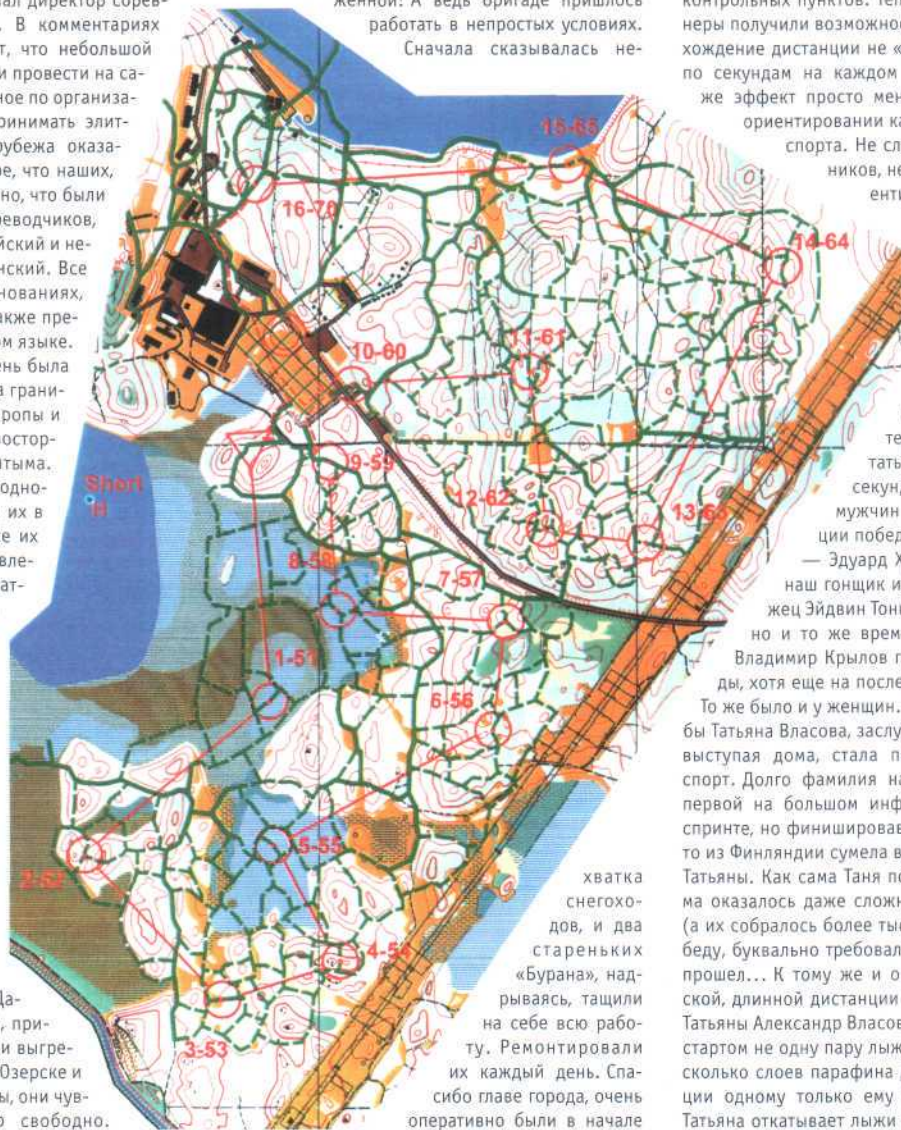 вал директор сорев-
. В комментариях
т, что небольшой
и провести на са-
ное по организа-
ринимать элит-
рубежа оказа-
ре, что наших,
но, что были
реводчиков,
йский и не-
нский. Все
нованиях,
акже пре-
ом языке.
ень была
а грани-
ропы и
востор-
тыма.
одно-
их в
е их
вле-
ат-
Да-
, при-
и выгре-
Озерске и
ы, они чув-
о свободно.
женной! А ведь бригаде пришлось
работать в непростых условиях.
Сначала сказывалась не-
хватка
снегохо-
дов, и два
стареньких
«Бурана», над-
рываясь, тащили
на себе всю рабо-
ту. Ремонтировали
их каждый день. Спа-
сибо главе города, очень
оперативно были в начале
контрольных пунктов. Теп
неры получили возможнос
хождение дистанции не «
по секундам на каждом
же эффект просто мен
ориентировании ка
спорта. Не сл
ников, не
енти
те
тать
секун
мужчин
ции побед
— Эдуард Х
наш гонщик и
жец Эйдвин Тон
но и то же врем
Владимир Крылов п
ды, хотя еще на после
То же было и у женщин.
бы Татьяна Власова, заслу
выступая дома, стала п
спорт. Долго фамилия на
первой на большом инф
спринте, но финишировав
то из Финляндии сумела в
Татьяны. Как сама Таня по
ма оказалось даже сложн
(а их собралось более тыс
беду, буквально требовал
прошел... К тому же и о
ской, длинной дистанции
Татьяны Александр Власов
стартом не одну пару лыж
сколько слоев парафина
ции одному только ему
Татьяна откатывает лыжи
15-65
16-70
14-64
11-61
10-60
9-59
Short
12-62
13-63
8-58
7-57
1-51
6-56
5-55
2-52
4-54
3-53